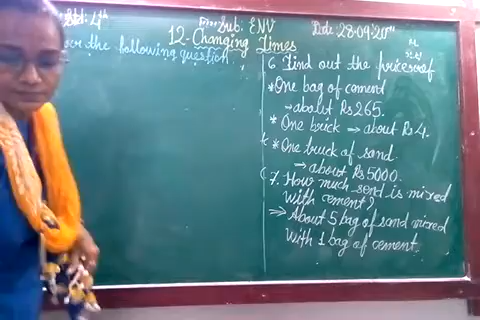 Std: 4th
Sub: ENV
Date: 28-09-20
12-Changing Times
the following question :
6. Find out the price of
* One bag of cement
→ about Rs 265.
* One brick → about Rs 4.
* One truck of sand.
→ about Rs 5000.
7. How much sand is mixed
with cement?
⇒ About 5 bag of sand mixed
with 1 bag of cement.